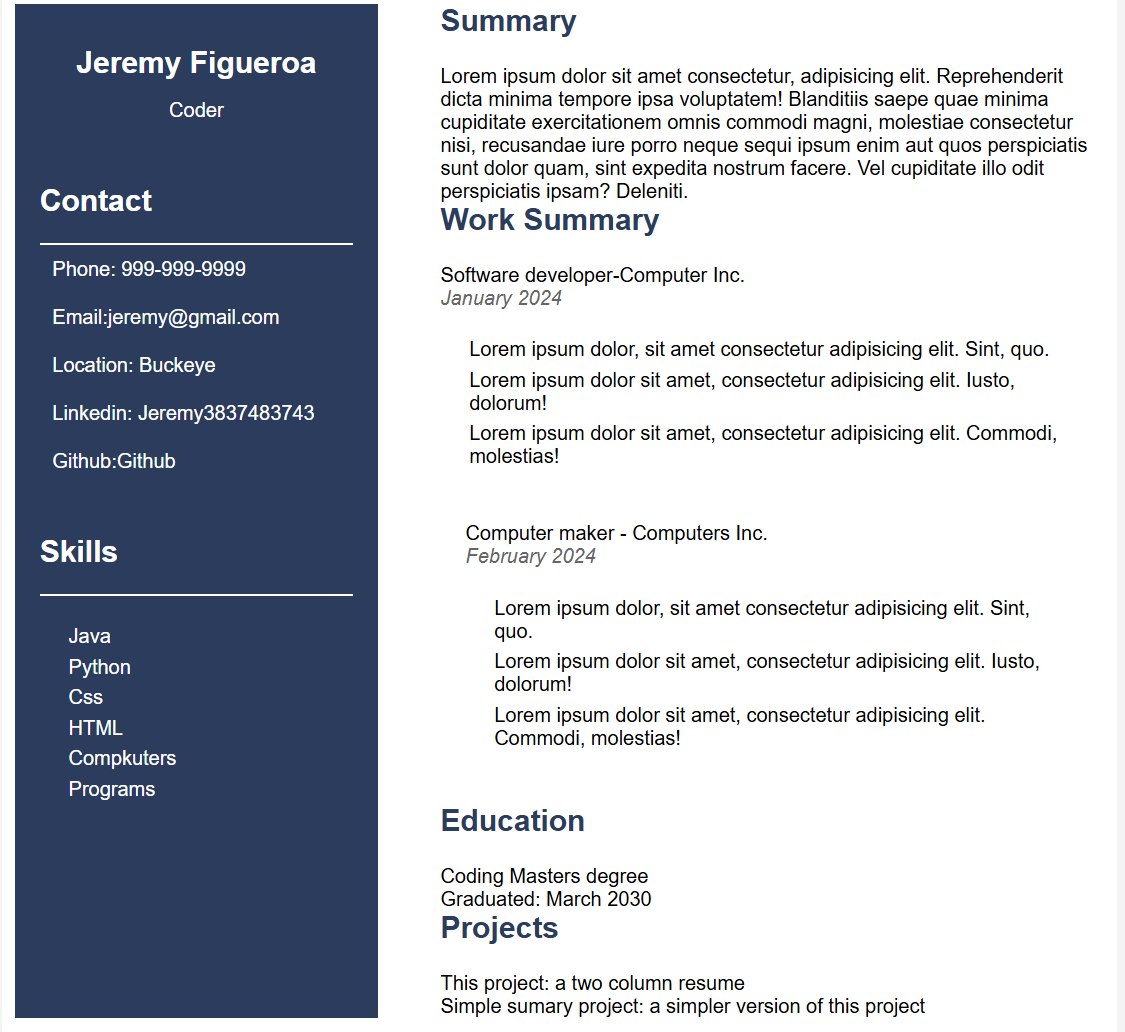 Jeremy Figueroa
Coder
Contact
Phone: 999-999-9999
Email:jeremy@gmail.com
Location: Buckeye
Linkedin: Jeremy3837483743
Github:Github
Skills
Java
Python
Css
HTML
Compkuters
Programs
Summary
Lorem ipsum dolor sit amet consectetur, adipisicing elit. Reprehenderit
dicta minima tempore ipsa voluptatem! Blanditiis saepe quae minima
cupiditate exercitationem omnis commodi magni, molestiae consectetur
nisi, recusandae iure porro neque sequi ipsum enim aut quos perspiciatis
sunt dolor quam, sint expedita nostrum facere. Vel cupiditate illo odit
perspiciatis ipsam? Deleniti.
Work Summary
Software developer-Computer Inc.
January 2024
Lorem ipsum dolor, sit amet consectetur adipisicing elit. Sint, quo.
Lorem ipsum dolor sit amet, consectetur adipisicing elit. Iusto,
dolorum!
Lorem ipsum dolor sit amet, consectetur adipisicing elit. Commodi,
molestias!
Computer maker - Computers Inc.
February 2024
Lorem ipsum dolor, sit amet consectetur adipisicing elit. Sint,
quo.
Lorem ipsum dolor sit amet, consectetur adipisicing elit. Iusto,
dolorum!
Lorem ipsum dolor sit amet, consectetur adipisicing elit.
Commodi, molestias!
Education
Coding Masters degree
Graduated: March 2030
Projects
This project: a two column resume
Simple sumary project: a simpler version of this project